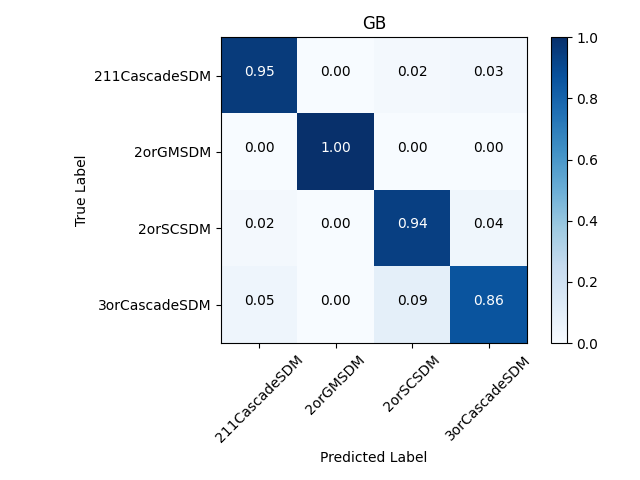 GB
211CascadeSDM 0.95 0.00 0.02 0.03
2orGMSDM 0.00 1.00 0.00 0.00
2orSCSDM 0.02 0.00 0.94 0.04
3orCascadeSDM 0.05 0.00 0.09 0.86
True Label
211CascadeSDM 2orGMSDM 2orSCSDM 3orCascadeSDM
Predicted Label
1.0
0.8
0.6
0.4
0.2
0.0